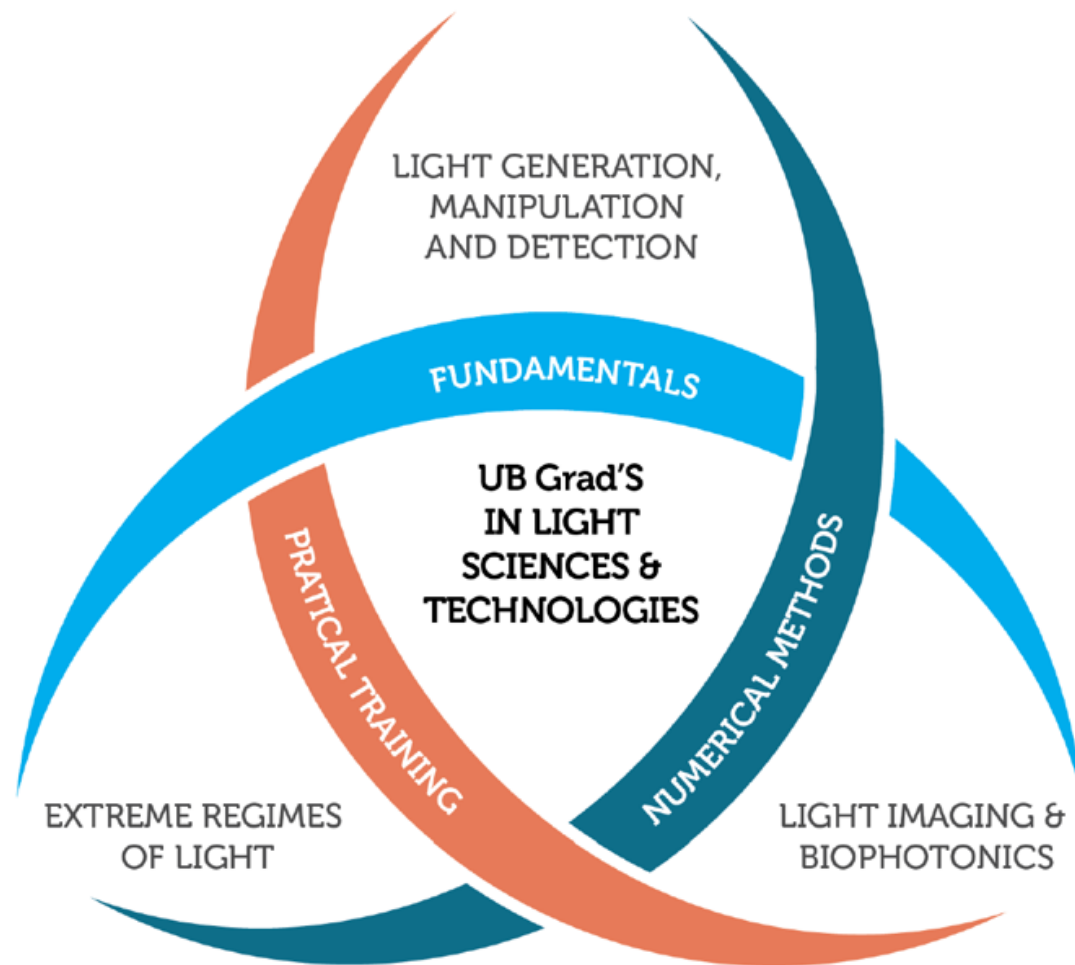 LIGHT GENERATION,
MANIPULATION
AND DETECTION
FUNDAMENTALS
UB Grad'S
IN LIGHT
SCIENCES &
TECHNOLOGIES
PRATICAL TRAINING
NUMERICAL METHODS
EXTREME REGIMES
OF LIGHT
LIGHT IMAGING &
BIOPHOTONICS